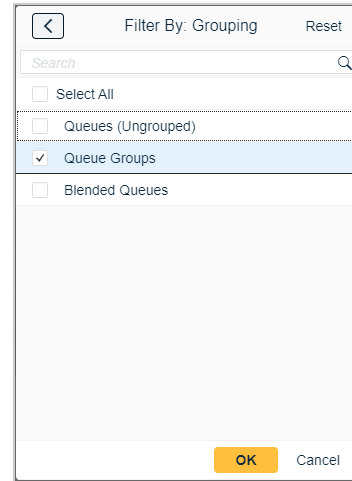 Filter By: Grouping Reset
Search
Select All
Queues (Ungrouped)
Queue Groups
Blended Queues
OK Cancel